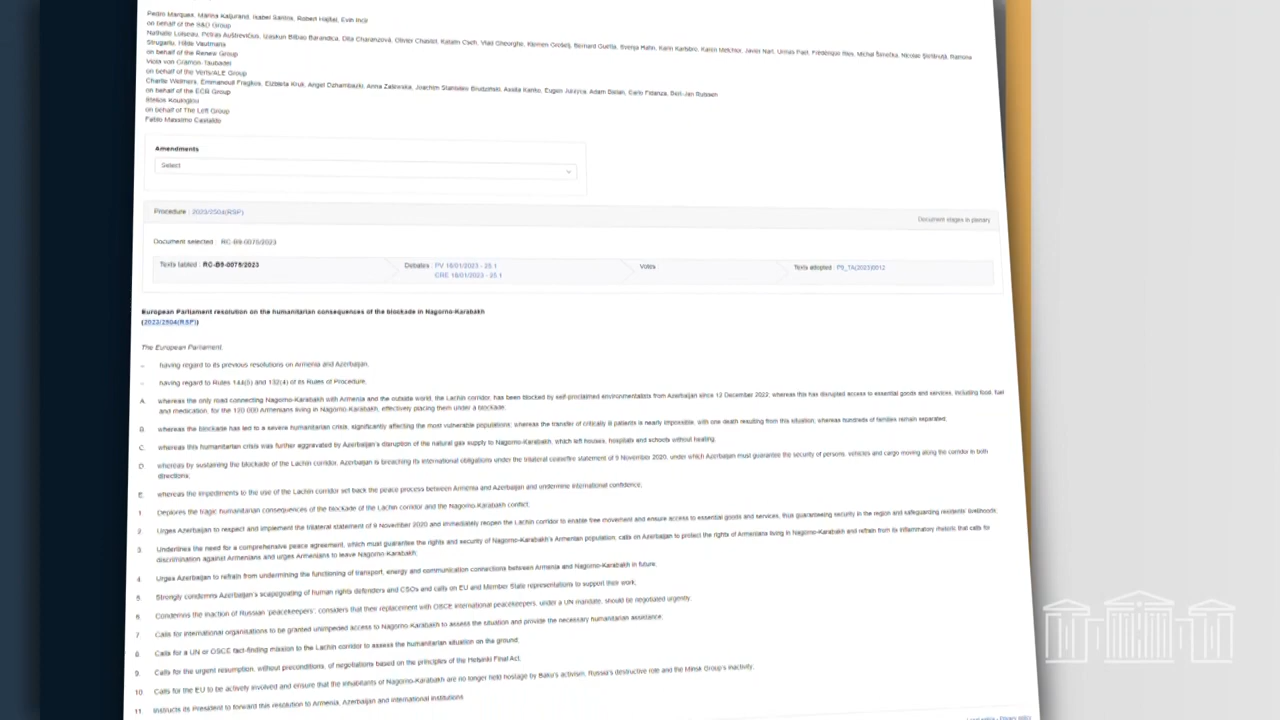 Pedro Marques, Marina Kaljurand, Isabel Santos, Robert Hajšel, Evin Incir
on behalf of the S&D Group
Nathalie Loiseau, Petras Auštrevičius, Izaskun Bilbao Barandica, Dita Charanzová, Olivier Chastel, Katalin Cseh, Vlad Gheorghe, Klemen Grošelj, Bernard Guetta, Svenja Hahn, Karin Karlsbro, Karen Melchior, Javier Nart, Urmas Paet, Frédérique Ries, Michal Šimečka, Nicolae Ştefănuță, Ramona
Strugariu, Hilde Vautmans
on behalf of the Renew Group
Viola von Cramon-Taubadel
on behalf of the Verts/ALE Group
Charlie Weimers, Emmanouil Fragkos, Elżbieta Kruk, Angel Dzhambazki, Anna Zalewska, Joachim Stanisław Brudziński, Assita Kanko, Eugen Jurzyca, Adam Bielan, Carlo Fidanza, Bert-Jan Ruissen
on behalf of the ECR Group
Stelios Kouloglou
on behalf of The Left Group
Fabio Massimo Castaldo
Amendments
Select
Procedure : 2023/2504(RSP)
Document stages in plenary
Document selected : RC-B9-0075/2023
Texts tabled : RC-B9-0075/2023
Debates : PV 18/01/2023 - 25.1
CRE 18/01/2023 - 25.1
Votes
Texts adopted : P9_TA(2023)0012
European Parliament resolution on the humanitarian consequences of the blockade in Nagorno-Karabakh
(2023/2504(RSP))
The European Parliament,
- having regard to its previous resolutions on Armenia and Azerbaijan,
- having regard to Rules 144(5) and 132(4) of its Rules of Procedure,
A. whereas the only road connecting Nagorno-Karabakh with Armenia and the outside world, the Lachin corridor, has been blocked by self-proclaimed environmentalists from Azerbaijan since 12 December 2022; whereas this has disrupted access to essential goods and services, including food, fuel
and medication, for the 120 000 Armenians living in Nagorno-Karabakh, effectively placing them under a blockade;
B. whereas the blockade has led to a severe humanitarian crisis, significantly affecting the most vulnerable populations; whereas the transfer of critically ill patients is nearly impossible, with one death resulting from this situation; whereas hundreds of families remain separated;
C. whereas this humanitarian crisis was further aggravated by Azerbaijan's disruption of the natural gas supply to Nagorno-Karabakh, which left houses, hospitals and schools without heating;
D. whereas by sustaining the blockade of the Lachin corridor, Azerbaijan is breaching its international obligations under the trilateral ceasefire statement of 9 November 2020, under which Azerbaijan must guarantee the security of persons, vehicles and cargo moving along the corridor in both
directions;
E. whereas the impediments to the use of the Lachin corridor set back the peace process between Armenia and Azerbaijan and undermine international confidence;
1. Deplores the tragic humanitarian consequences of the blockade of the Lachin corridor and the Nagorno-Karabakh conflict;
2. Urges Azerbaijan to respect and implement the trilateral statement of 9 November 2020 and immediately reopen the Lachin corridor to enable free movement and ensure access to essential goods and services, thus guaranteeing security in the region and safeguarding residents' livelihoods;
3. Underlines the need for a comprehensive peace agreement, which must guarantee the rights and security of Nagorno-Karabakh's Armenian population; calls on Azerbaijan to protect the rights of Armenians living in Nagorno-Karabakh and refrain from its inflammatory rhetoric that calls for
discrimination against Armenians and urges Armenians to leave Nagorno-Karabakh;
4. Urges Azerbaijan to refrain from undermining the functioning of transport, energy and communication connections between Armenia and Nagorno-Karabakh in future;
5. Strongly condemns Azerbaijan's scapegoating of human rights defenders and CSOs and calls on EU and Member State representations to support their work;
6. Condemns the inaction of Russian 'peacekeepers'; considers that their replacement with OSCE international peacekeepers, under a UN mandate, should be negotiated urgently;
7. Calls for international organisations to be granted unimpeded access to Nagorno-Karabakh to assess the situation and provide the necessary humanitarian assistance;
8. Calls for a UN or OSCE fact-finding mission to the Lachin corridor to assess the humanitarian situation on the ground;
9. Calls for the urgent resumption, without preconditions, of negotiations based on the principles of the Helsinki Final Act;
10. Calls for the EU to be actively involved and ensure that the inhabitants of Nagorno-Karabakh are no longer held hostage by Baku's activism, Russia's destructive role and the Minsk Group's inactivity;
11. Instructs its President to forward this resolution to Armenia, Azerbaijan and international institutions.
Legal notice - Privacy policy